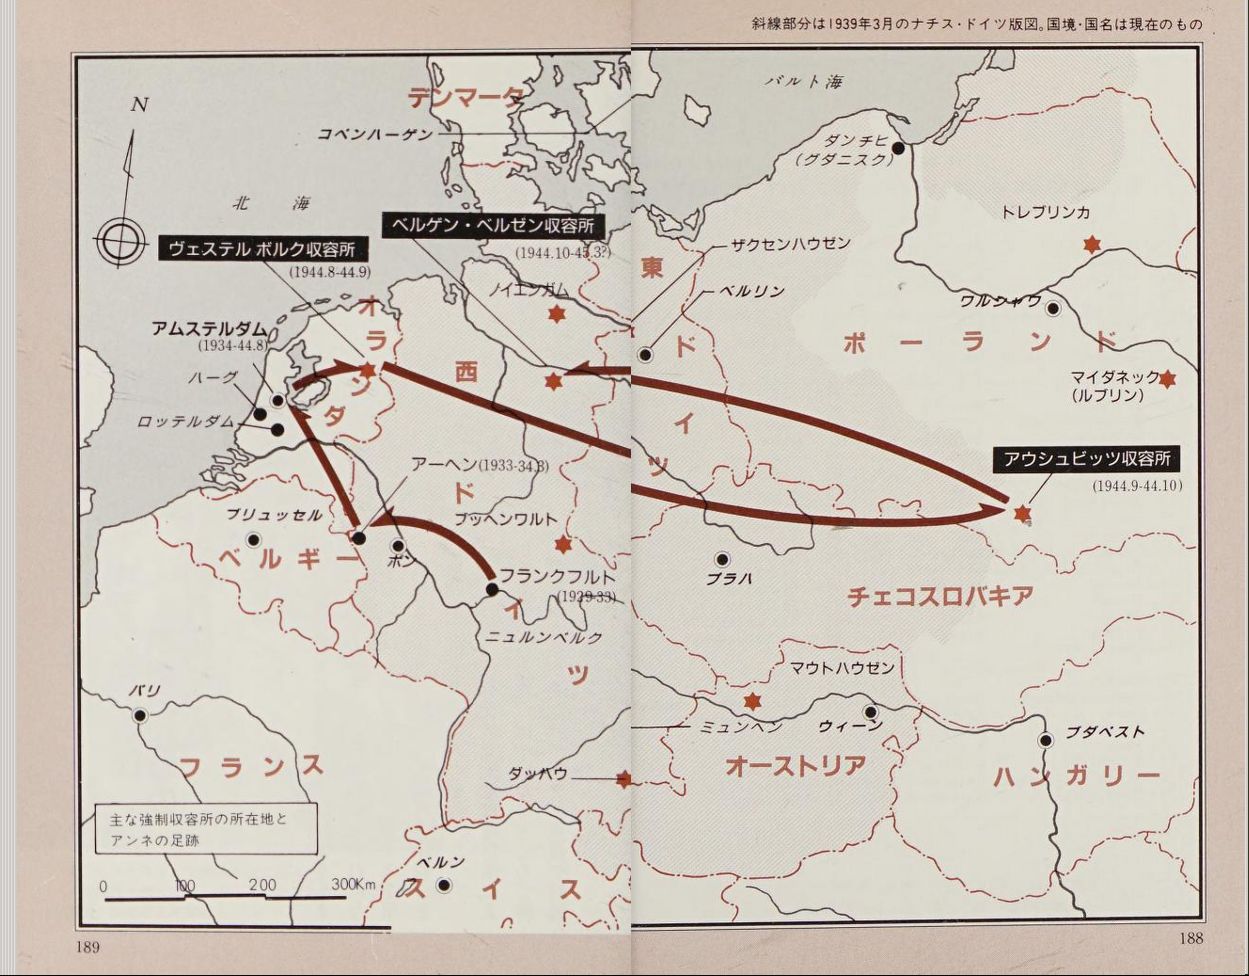 斜線部分は1939年3月のナチス・ドイツ版図。国境・国名は現在のもの
N
デンマーク
コペンハーゲン
バルト海
ダンチヒ
(グダニスク)
北 海
ベルゲン・ベルゼン収容所
(1944.10-45.3?)
ヴェステルボルク収容所
(1944.8-44.9)
トレブリンカ
ザクセンハウゼン
ノイエンガム
ベルリン
ワルシャワ
オランダ
アムステルダム
(1934-44.8)
ハーグ
ロッテルダム
西ドイツ
東ドイツ
ポーランド
マイダネック
(ルブリン)
アウシュビッツ収容所
(1944.9-44.10)
アーヘン(1933-34.3)
ブッヘンワルト
ブリュッセル
ベルギー
ボン
フランクフルト
(1929-33)
プラハ
チェコスロバキア
ニュルンベルク
マウトハウゼン
パリ
ミュンヘン
ウィーン
ブダペスト
フランス
ダッハウ
オーストリア
ハンガリー
主な強制収容所の所在地と
アンネの足跡
ベルン
スイス
0 100 200 300Km
189
188